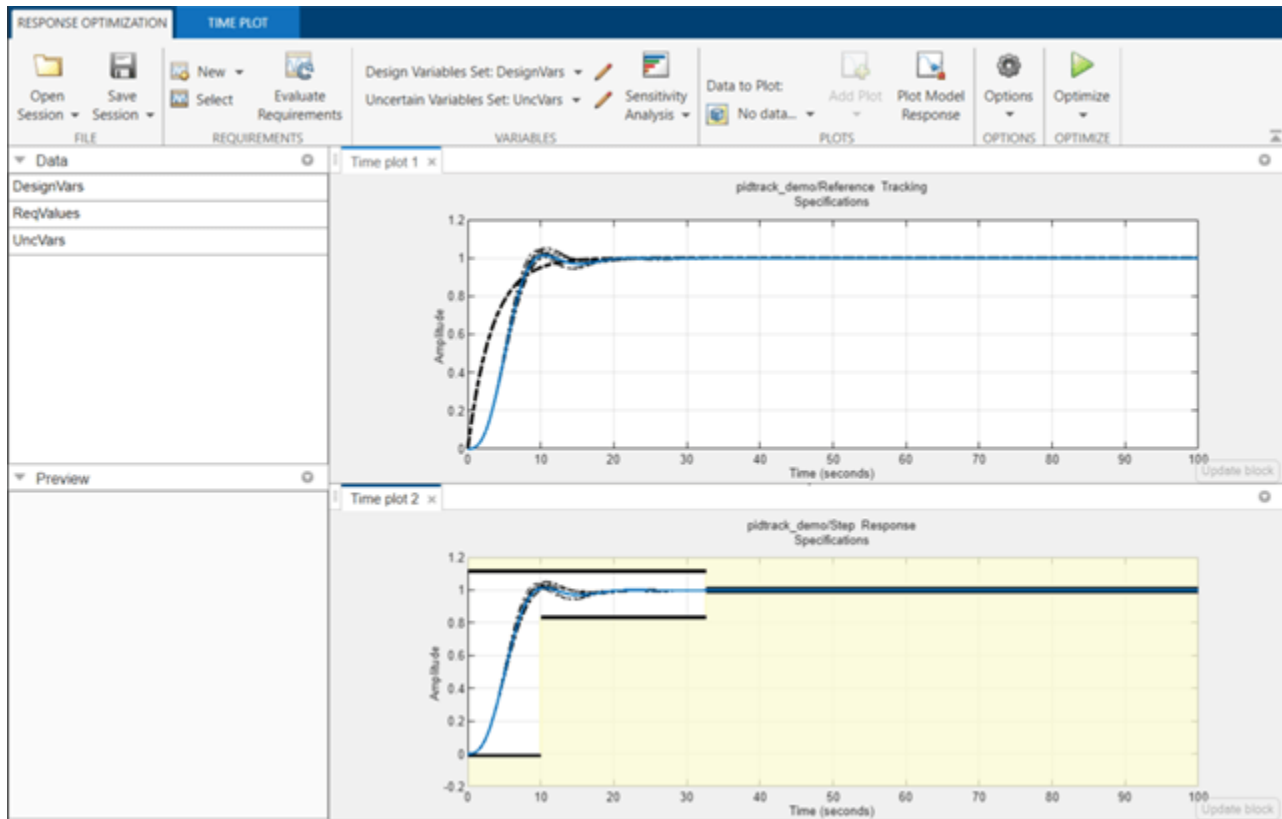 RESPONSE OPTIMIZATION TIME PLOT
Open Session
Save Session
FILE
New
Select
Evaluate Requirements
REQUIREMENTS
Design Variables Set: DesignVars
Uncertain Variables Set: UncVars
Sensitivity Analysis
VARIABLES
Data to Plot:
No data...
Add Plot
Plot Model Response
PLOTS
Options
OPTIONS
Optimize
OPTIMIZE
Data
DesignVars
ReqValues
UncVars
Preview
Time plot 1 ×
pidtrack_demo/Reference Tracking
Specifications
Amplitude
1.2
1
0.8
0.6
0.4
0.2
0
0 10 20 30 40 50 60 70 80 90 100
Time (seconds)
Update block
Time plot 2 ×
pidtrack_demo/Step Response
Specifications
Amplitude
1.2
1
0.8
0.6
0.4
0.2
0
-0.2
0 10 20 30 40 50 60 70 80 90 100
Time (seconds)
Update block